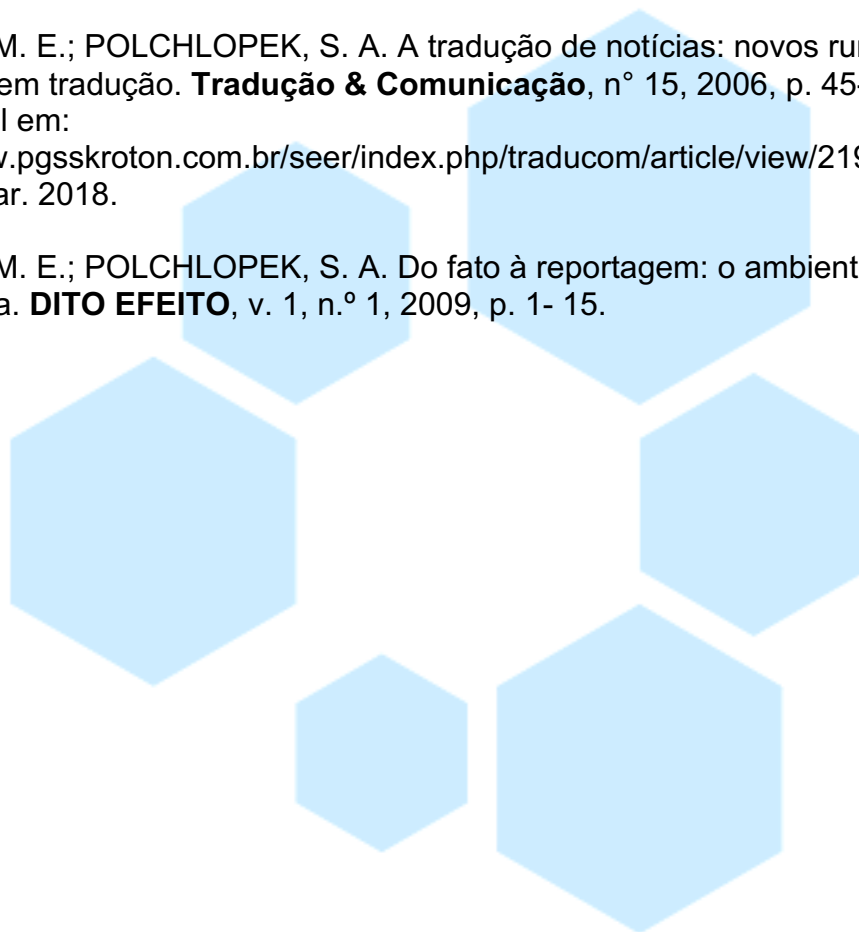 M. E.; POLCHLOPEK, S. A. A tradução de notícias: novos ru
em tradução. Tradução & Comunicação, n° 15, 2006, p. 45-
l em:
.pgsskroton.com.br/seer/index.php/traducom/article/view/219
ar. 2018.
M. E.; POLCHLOPEK, S. A. Do fato à reportagem: o ambient
a. DITO EFEITO, v. 1, n.º 1, 2009, p. 1- 15.